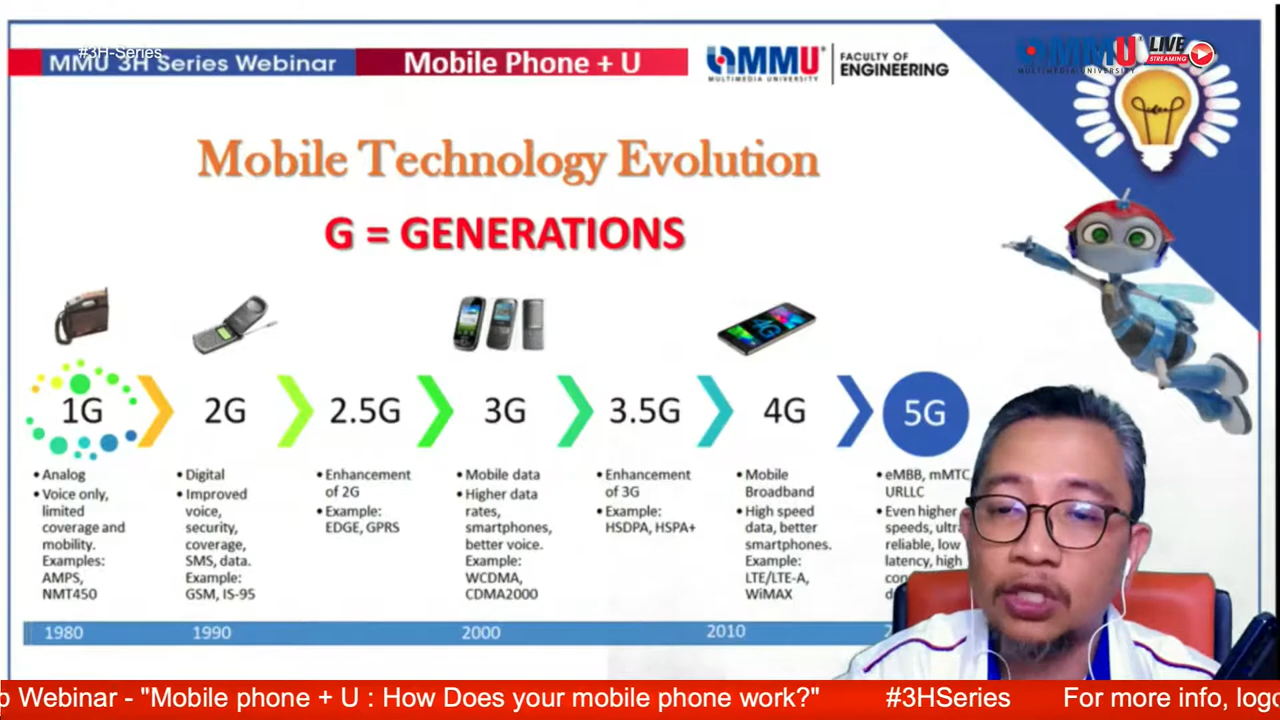 #3H-Series
MMU 3H Series Webinar
Mobile Phone + U
MMU
MULTIMEDIA UNIVERSITY
FACULTY OF
ENGINEERING
MMU
MULTIMEDIA UNIVERSITY
LIVE
STREAMING
idea
Mobile Technology Evolution
G = GENERATIONS
4G
1G
2G
2.5G
3G
3.5G
4G
5G
• Analog
• Voice only,
limited
coverage and
mobility.
Examples:
AMPS,
NMT450
• Digital
• Improved
voice,
security,
coverage,
SMS, data.
Example:
GSM, IS-95
• Enhancement
of 2G
• Example:
EDGE, GPRS
• Mobile data
• Higher data
rates,
smartphones,
better voice.
Example:
WCDMA,
CDMA2000
• Enhancement
of 3G
• Example:
HSDPA, HSPA+
• Mobile
Broadband
• High speed
data, better
smartphones.
Example:
LTE/LTE-A,
WiMAX
• eMBB, mMTC,
URLLC
• Even higher
speeds,
reliable, low
latency, high
1980
1990
2000
2010
Webinar - "Mobile phone + U : How Does your mobile phone work?"
#3HSeries
For more info,